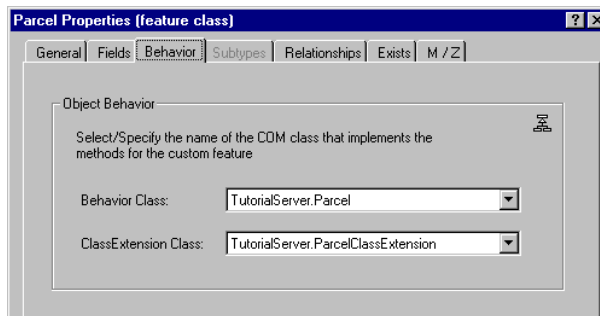 Parcel Properties (feature class)
General Fields Behavior Subtypes Relationships Exists M / Z
Object Behavior
Select/Specify the name of the COM class that implements the
methods for the custom feature
Behavior Class: TutorialServer.Parcel
ClassExtension Class: TutorialServer.ParcelClassExtension